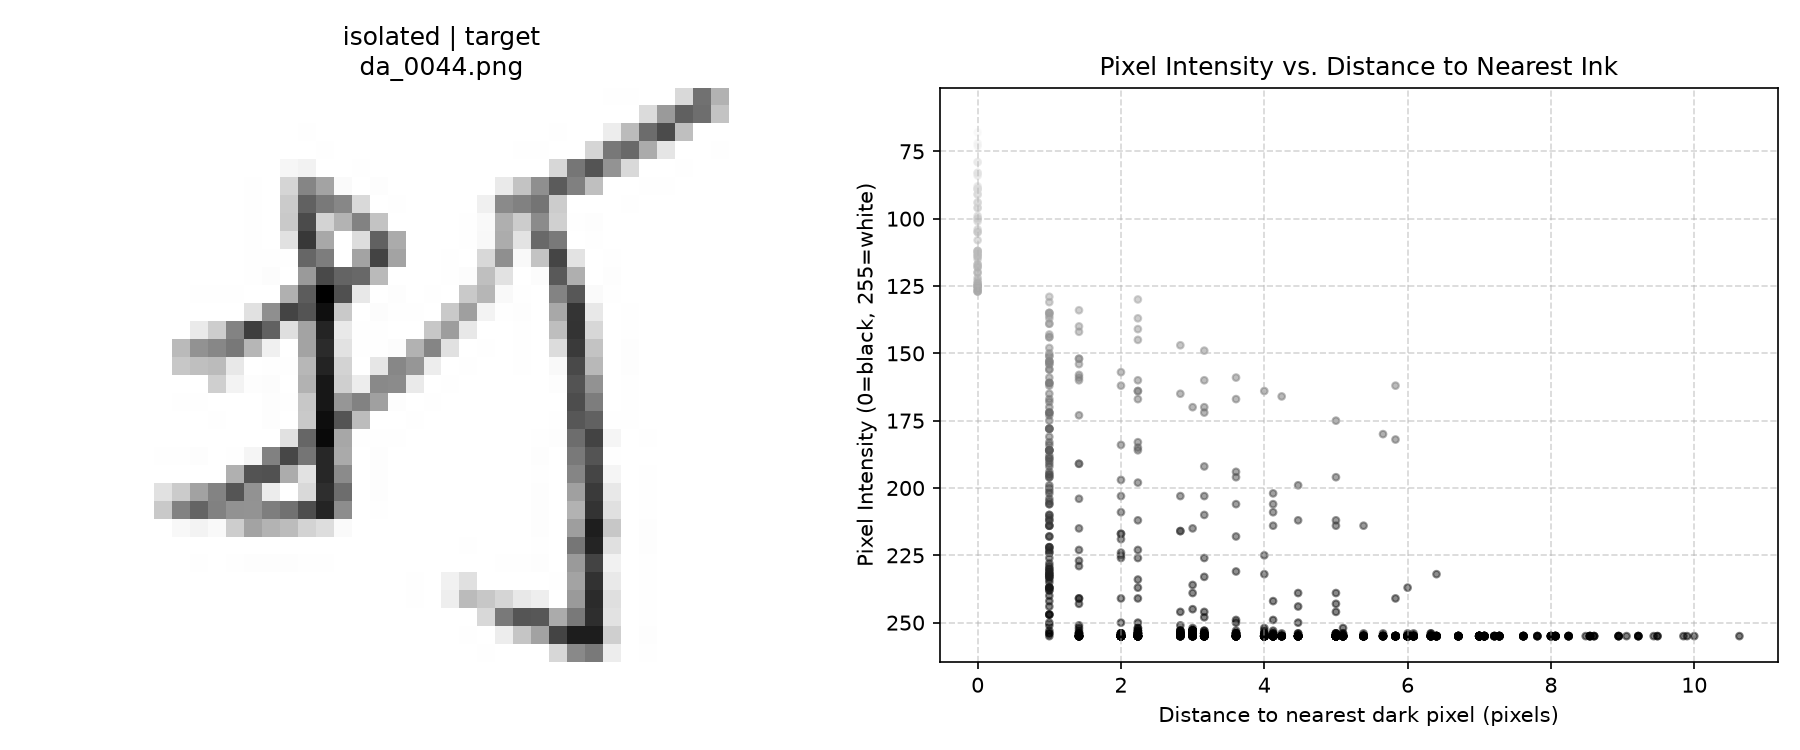 isolated | target
da_0044.png
Pixel Intensity vs. Distance to Nearest Ink
Pixel Intensity (0=black, 255=white)
75
100
125
150
175
200
225
250
0 2 4 6 8 10
Distance to nearest dark pixel (pixels)